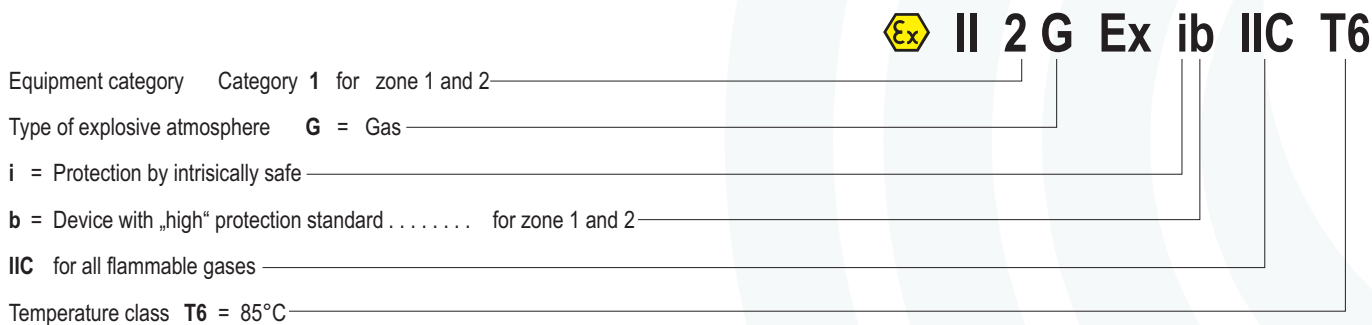 Ex II 2 G Ex ib IIC T6
Equipment category Category 1 for zone 1 and 2
Type of explosive atmosphere G = Gas
i = Protection by intrisically safe
b = Device with „high“ protection standard . . . . . . . . for zone 1 and 2
IIC for all flammable gases
Temperature class T6 = 85°C